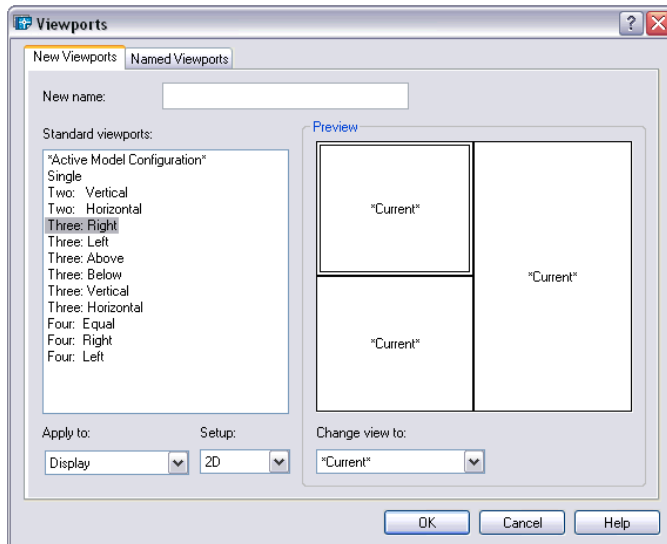 Viewports
New Viewports
Named Viewports
New name:
Standard viewports:
*Active Model Configuration*
Single
Two: Vertical
Two: Horizontal
Three: Right
Three: Left
Three: Above
Three: Below
Three: Vertical
Three: Horizontal
Four: Equal
Four: Right
Four: Left
Preview
*Current*
*Current*
*Current*
Apply to:
Display
Setup:
2D
Change view to:
*Current*
OK
Cancel
Help